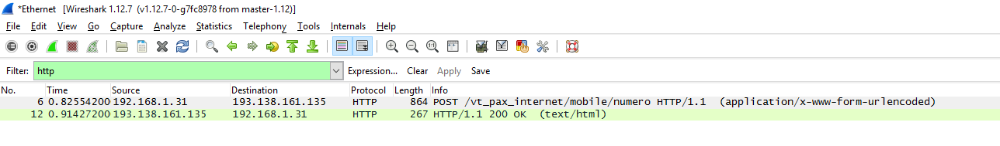 *Ethernet [Wireshark 1.12.7 (v1.12.7-0-g7fc8978 from master-1.12)]
File Edit View Go Capture Analyze Statistics Telephony Tools Internals Help
Filter: http Expression... Clear Apply Save
No. Time Source Destination Protocol Length Info
6 0.82554200 192.168.1.31 193.138.161.135 HTTP 864 POST /vt_pax_internet/mobile/numero HTTP/1.1 (application/x-www-form-urlencoded)
12 0.91427200 193.138.161.135 192.168.1.31 HTTP 267 HTTP/1.1 200 OK (text/html)